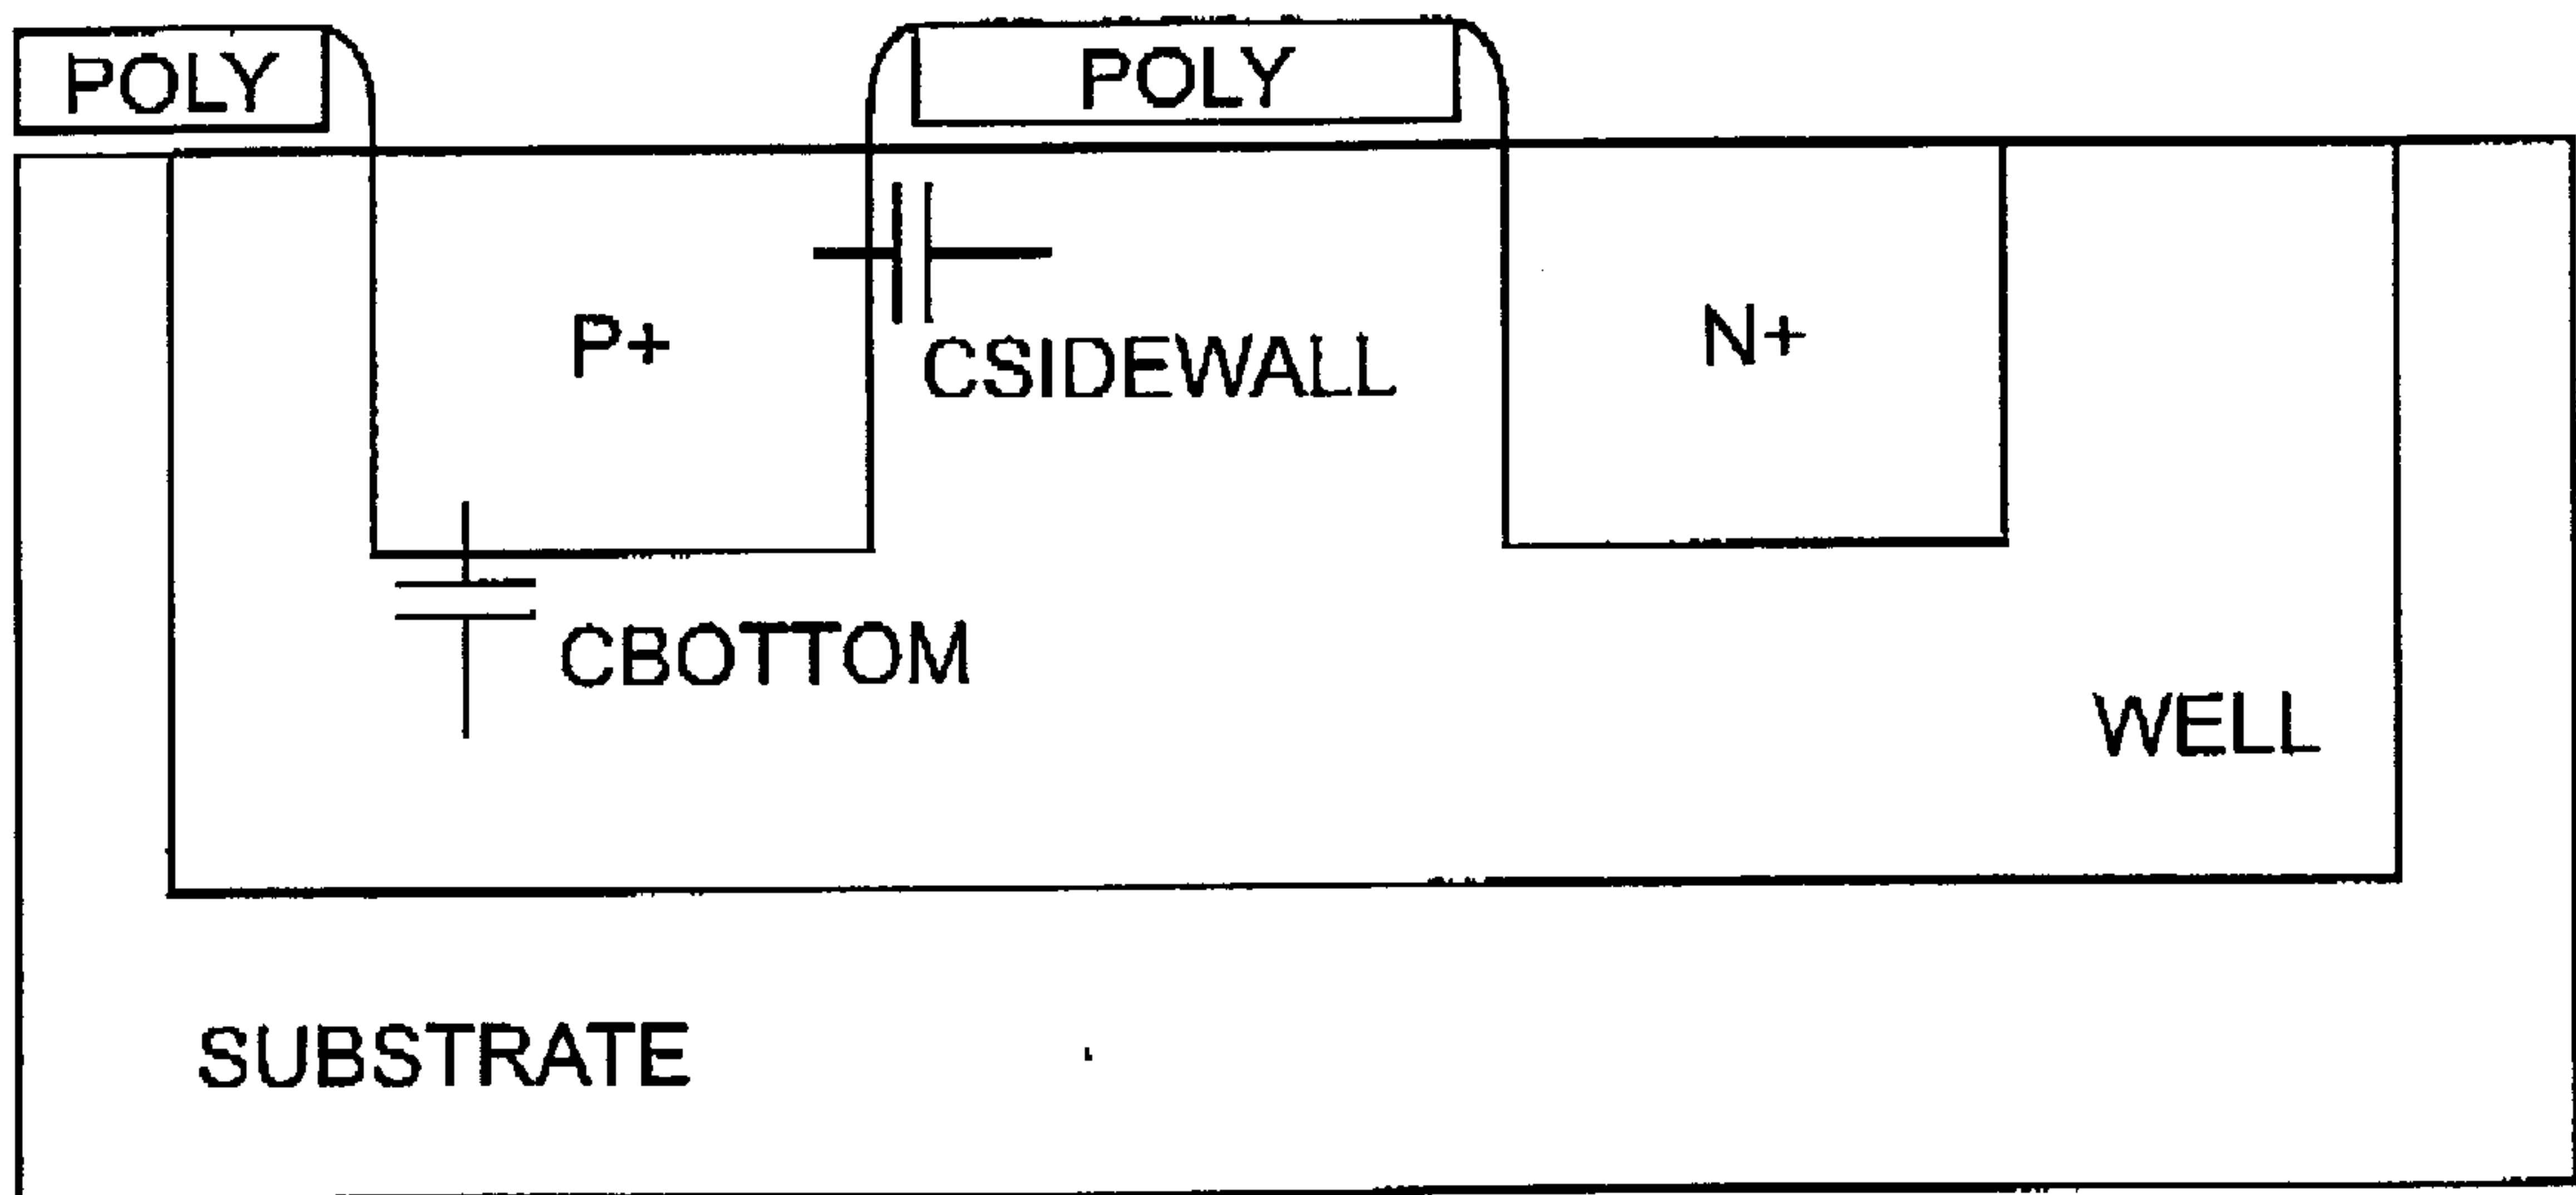 POLY
POLY
P+
CSIDEWALL
N+
CBOTTOM
WELL
SUBSTRATE